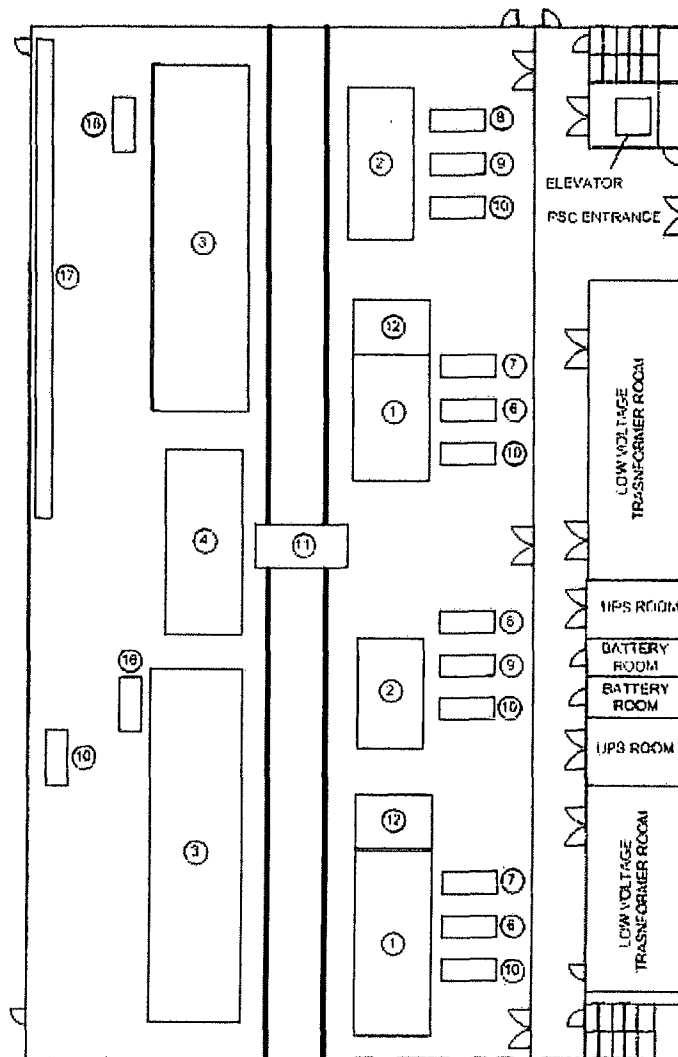 8
18
2
9
ELEVATOR
10
PSC ENTRANCE
3
17
12
7
1
6
LOW VOLTAGE
TRASNFORMER ROOM
10
4
11
UPS ROOM
16
9
BATTERY
ROOM
2
BATTERY
ROOM
10
10
UPS ROOM
12
3
7
1
6
LOW VOLTAGE
TRASNFORMER ROOM
10